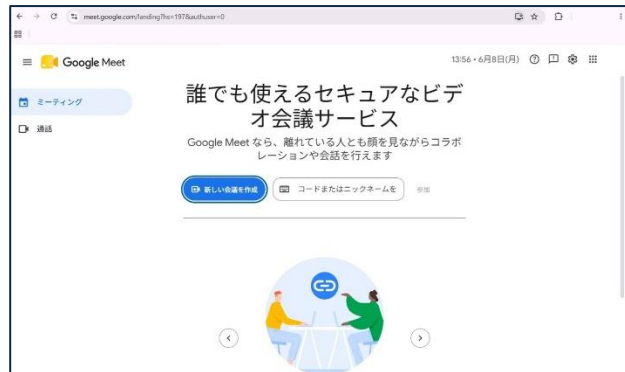 meet.google.com/landing?hs=197&authuser=0
Google Meet
13:56・6月8日(月)
ミーティング
通話
誰でも使えるセキュアなビデ
オ会議サービス
Google Meet なら、離れている人とも顔を見ながらコラボ
レーションや会話を行えます
新しい会議を作成
コードまたはニックネームを
参加